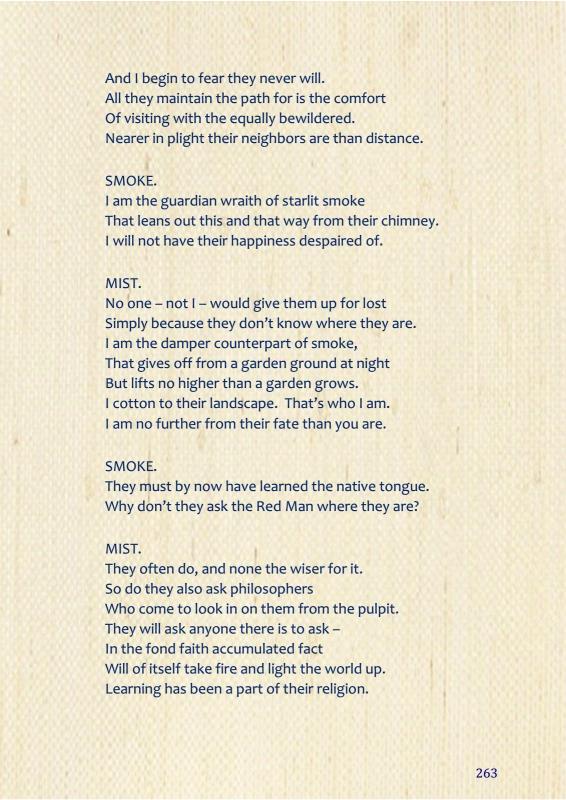 And I begin to fear they never will.
All they maintain the path for is the comfort
Of visiting with the equally bewildered.
Nearer in plight their neighbors are than distance.
SMOKE.
I am the guardian wraith of starlit smoke
That leans out this and that way from their chimney.
I will not have their happiness despaired of.
MIST.
No one – not I – would give them up for lost
Simply because they don't know where they are.
I am the damper counterpart of smoke,
That gives off from a garden ground at night
But lifts no higher than a garden grows.
I cotton to their landscape.  That's who I am.
I am no further from their fate than you are.
SMOKE.
They must by now have learned the native tongue.
Why don't they ask the Red Man where they are?
MIST.
They often do, and none the wiser for it.
So do they also ask philosophers
Who come to look in on them from the pulpit.
They will ask anyone there is to ask –
In the fond faith accumulated fact
Will of itself take fire and light the world up.
Learning has been a part of their religion.
263